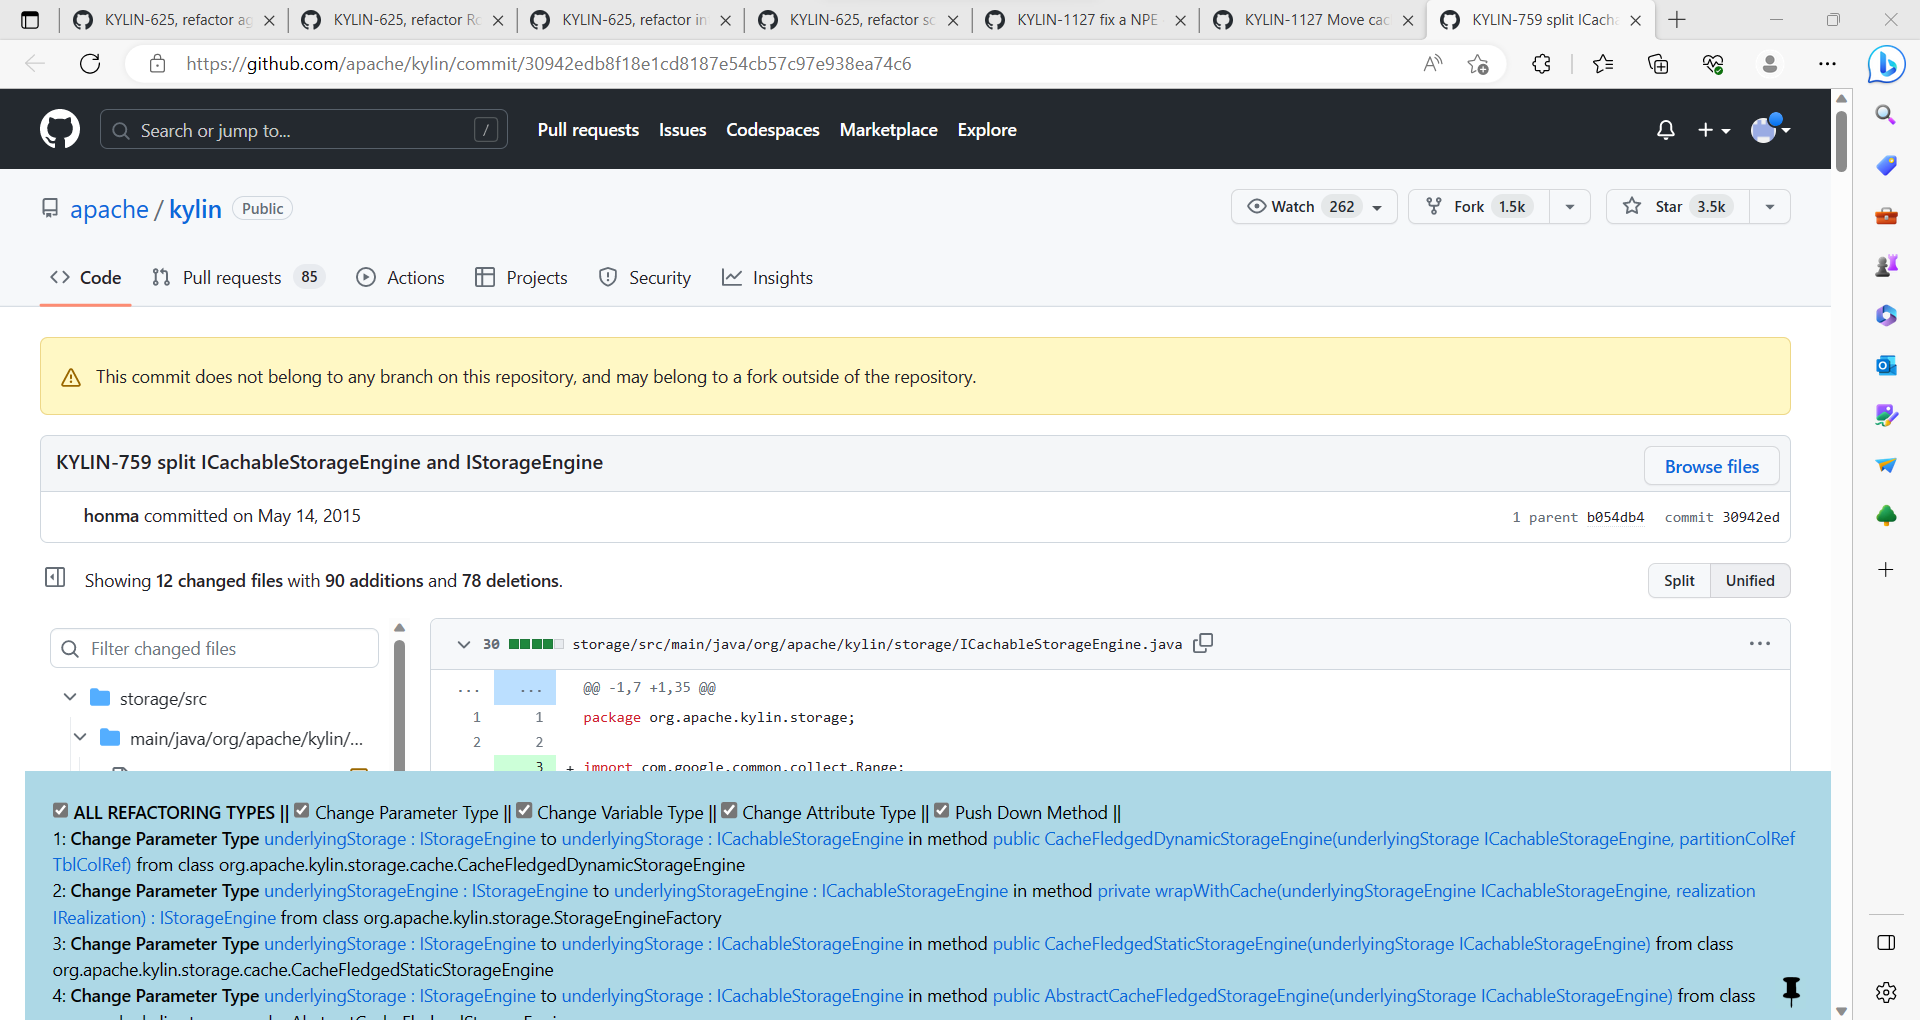 KYLIN-625, refactor ag
KYLIN-625, refactor Ro
KYLIN-625, refactor in
KYLIN-625, refactor sc
KYLIN-1127 fix a NPE
KYLIN-1127 Move cac
KYLIN-759 split ICacha
https://github.com/apache/kylin/commit/30942edb8f18e1cd8187e54cb57c97e938ea74c6
Search or jump to...
/
Pull requests
Issues
Codespaces
Marketplace
Explore
apache / kylin
Public
Watch 262
Fork 1.5k
Star 3.5k
Code
Pull requests 85
Actions
Projects
Security
Insights
This commit does not belong to any branch on this repository, and may belong to a fork outside of the repository.
KYLIN-759 split ICachableStorageEngine and IStorageEngine
Browse files
honma committed on May 14, 2015
1 parent b054db4 commit 30942ed
Showing 12 changed files with 90 additions and 78 deletions.
Split
Unified
Filter changed files
storage/src
main/java/org/apache/kylin/...
30 storage/src/main/java/org/apache/kylin/storage/ICachableStorageEngine.java
... ... @@ -1,7 +1,35 @@
1 1 package org.apache.kylin.storage;
2 2
3 + import com.google.common.collect.Range;
ALL REFACTORING TYPES || Change Parameter Type || Change Variable Type || Change Attribute Type || Push Down Method ||
1: Change Parameter Type underlyingStorage : IStorageEngine to underlyingStorage : ICachableStorageEngine in method public CacheFledgedDynamicStorageEngine(underlyingStorage ICachableStorageEngine, partitionColRef
TblColRef) from class org.apache.kylin.storage.cache.CacheFledgedDynamicStorageEngine
2: Change Parameter Type underlyingStorageEngine : IStorageEngine to underlyingStorageEngine : ICachableStorageEngine in method private wrapWithCache(underlyingStorageEngine ICachableStorageEngine, realization
IRealization) : IStorageEngine from class org.apache.kylin.storage.StorageEngineFactory
3: Change Parameter Type underlyingStorage : IStorageEngine to underlyingStorage : ICachableStorageEngine in method public CacheFledgedStaticStorageEngine(underlyingStorage ICachableStorageEngine) from class
org.apache.kylin.storage.cache.CacheFledgedStaticStorageEngine
4: Change Parameter Type underlyingStorage : IStorageEngine to underlyingStorage : ICachableStorageEngine in method public AbstractCacheFledgedStorageEngine(underlyingStorage ICachableStorageEngine) from class